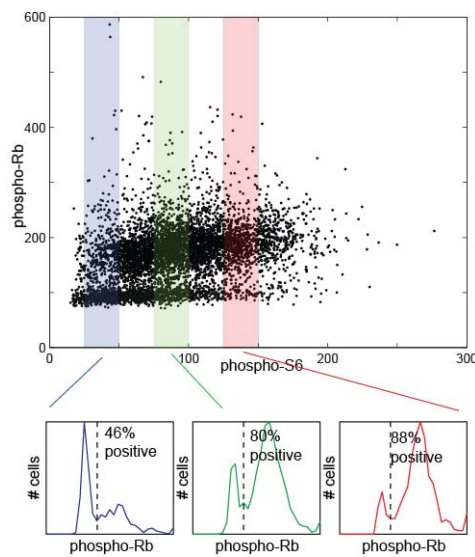 600
400
200
0
phospho-Rb
0
100
200
300
phospho-S6
46%
positive
80%
positive
88%
positive
# cells
# cells
# cells
phospho-Rb
phospho-Rb
phospho-Rb